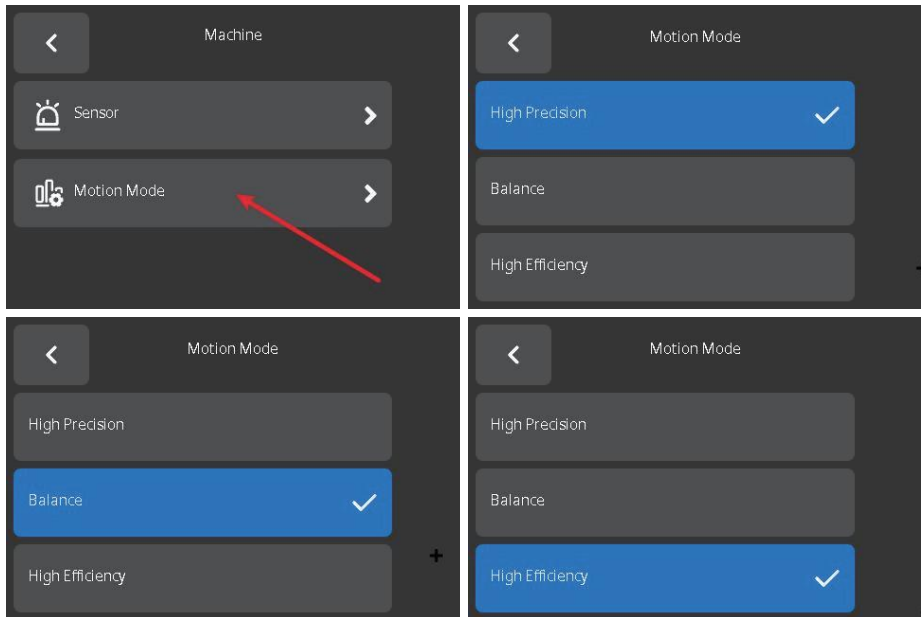 Machine
Sensor
Motion Mode
Motion Mode
High Precision
Balance
High Efficiency
Motion Mode
High Precision
Balance
High Efficiency
Motion Mode
High Precision
Balance
High Efficiency